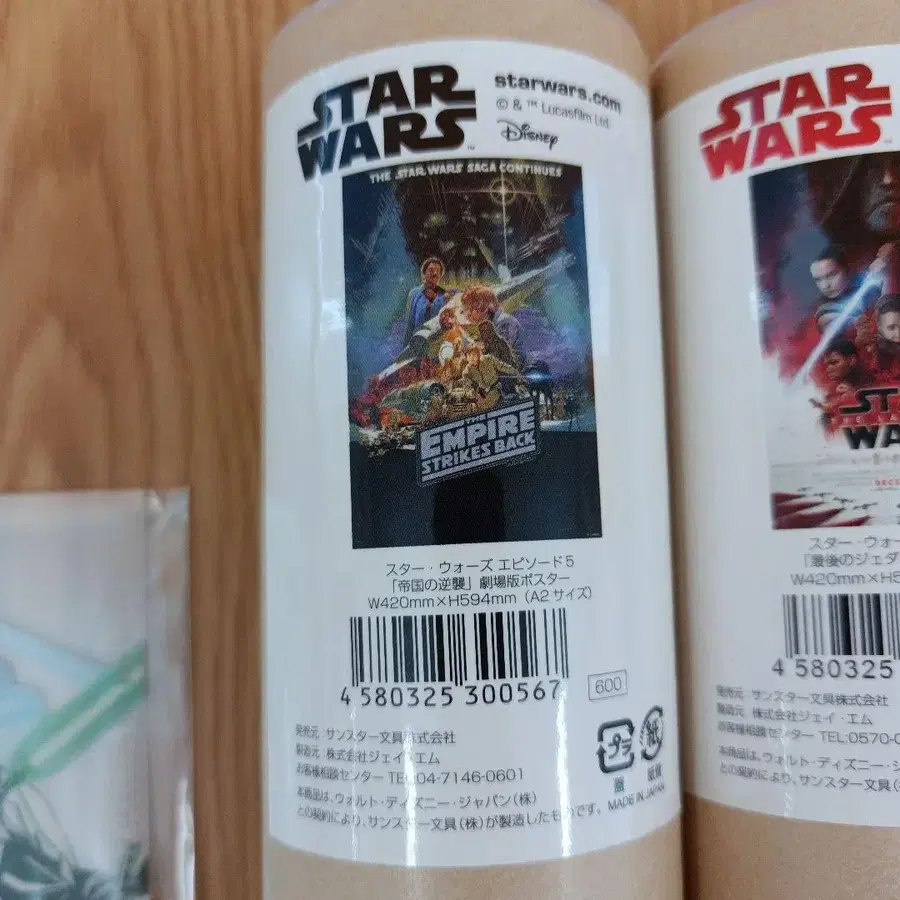 STAR
WARS
starwars.com
© & ™ Lucasfilm Ltd.
Disney
THE STAR WARS SAGA CONTINUES
THE
EMPIRE
STRIKES BACK
スター・ウォーズ エピソード5
「帝国の逆襲」劇場版ポスター
W420mm×H594mm（A2サイズ）
4 580325 300567
600
発売元：サンスター文具株式会社
製造元：株式会社ジェイ・エム
お客様相談センター TEL:04-7146-0601
本商品は、ウォルト・ディズニー・ジャパン（株）
との契約により、サンスター文具（株）が製造したものです。
プラ
蓋
紙
MADE IN JAPAN
STAR
WARS
スター・ウォー
「最後のジェダ
W420mm×H5
4 580325
発売元：サンスター文具株式会社
製造元：株式会社ジェイ・エム
お客様相談センター TEL:0570-0
本商品は、ウォルト・ディズニー・ジャパン
との契約により、サンスター文具（株）